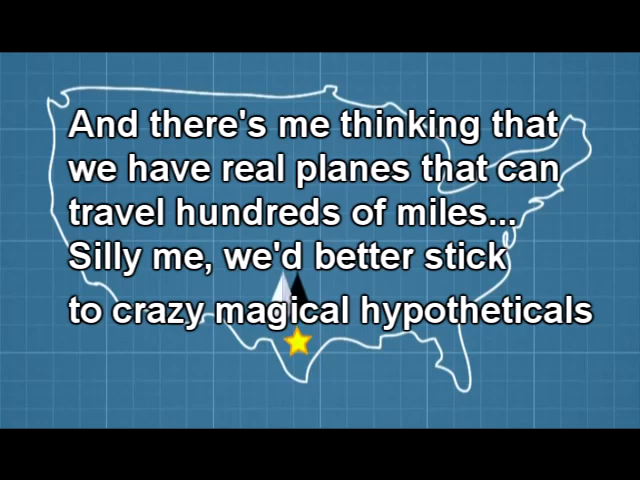 And there's me thinking that
we have real planes that can
travel hundreds of miles...
Silly me, we'd better stick
to crazy magical hypotheticals